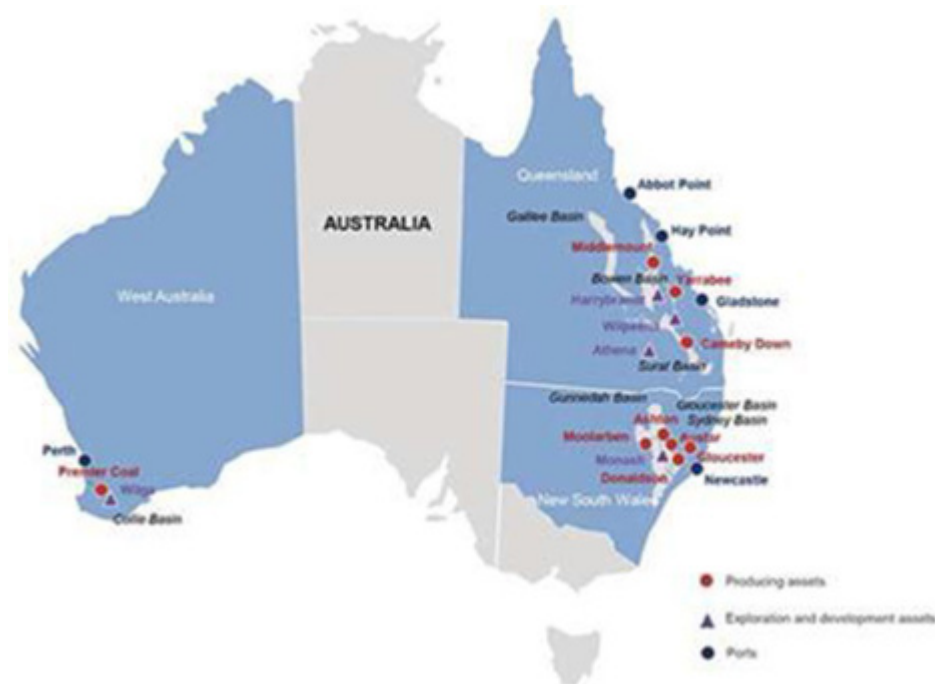 Abbot Point
Queensland
Galilee Basin
AUSTRALIA
Hay Point
Middlemount
Bowen Basin
Yarrabee
West Australia
Harrybrandt
Gladstone
Wilpeena
Cameby Down
Athena
Surat Basin
Gunnedah Basin
Gloucester Basin
Ashton
Sydney Basin
Moolarben
Austar
Perth
Monash
Gloucester
Premier Coal
Donaldson
Newcastle
Wilga
New South Wales
Collie Basin
Producing assets
Exploration and development assets
Ports